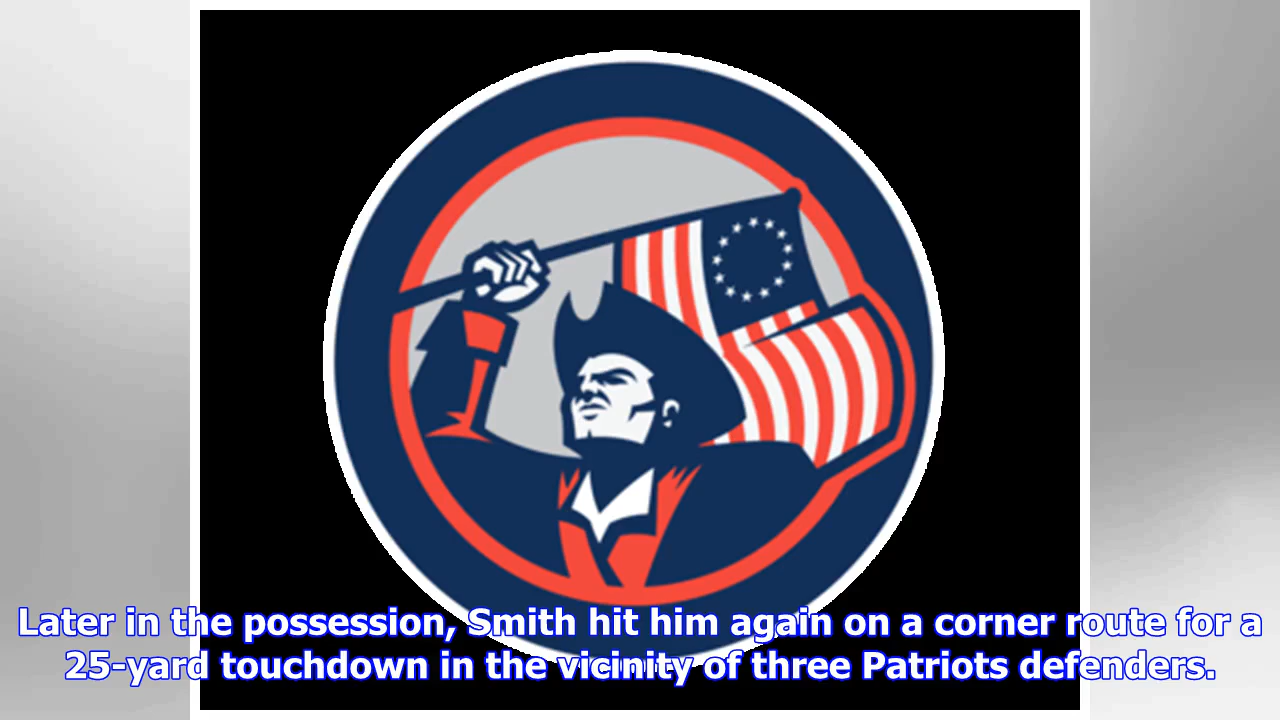 Later in the possession, Smith hit him again on a corner route for a
25-yard touchdown in the vicinity of three Patriots defenders.